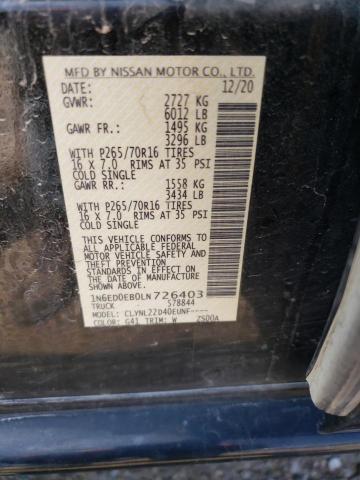 MFD BY NISSAN MOTOR CO., LTD.
DATE: 12/20
GVWR: 2727 KG
6012 LB
GAWR FR.: 1495 KG
3296 LB
WITH P265/70R16 TIRES
16 X 7.0 RIMS AT 35 PSI
COLD SINGLE
GAWR RR.: 1558 KG
3434 LB
WITH P265/70R16 TIRES
16 X 7.0 RIMS AT 35 PSI
COLD SINGLE
THIS VEHICLE CONFORMS TO
ALL APPLICABLE FEDERAL
MOTOR VEHICLE SAFETY
STANDARDS IN EFFECT ON THE
DATE OF MANUFACTURE
SHOWN ABOVE.
1N6ED0EB0LN726403
TRUCK 578844
MODEL: CLYNL22D40EUNF----
COLOR: G41 TRIM: W ZS00A